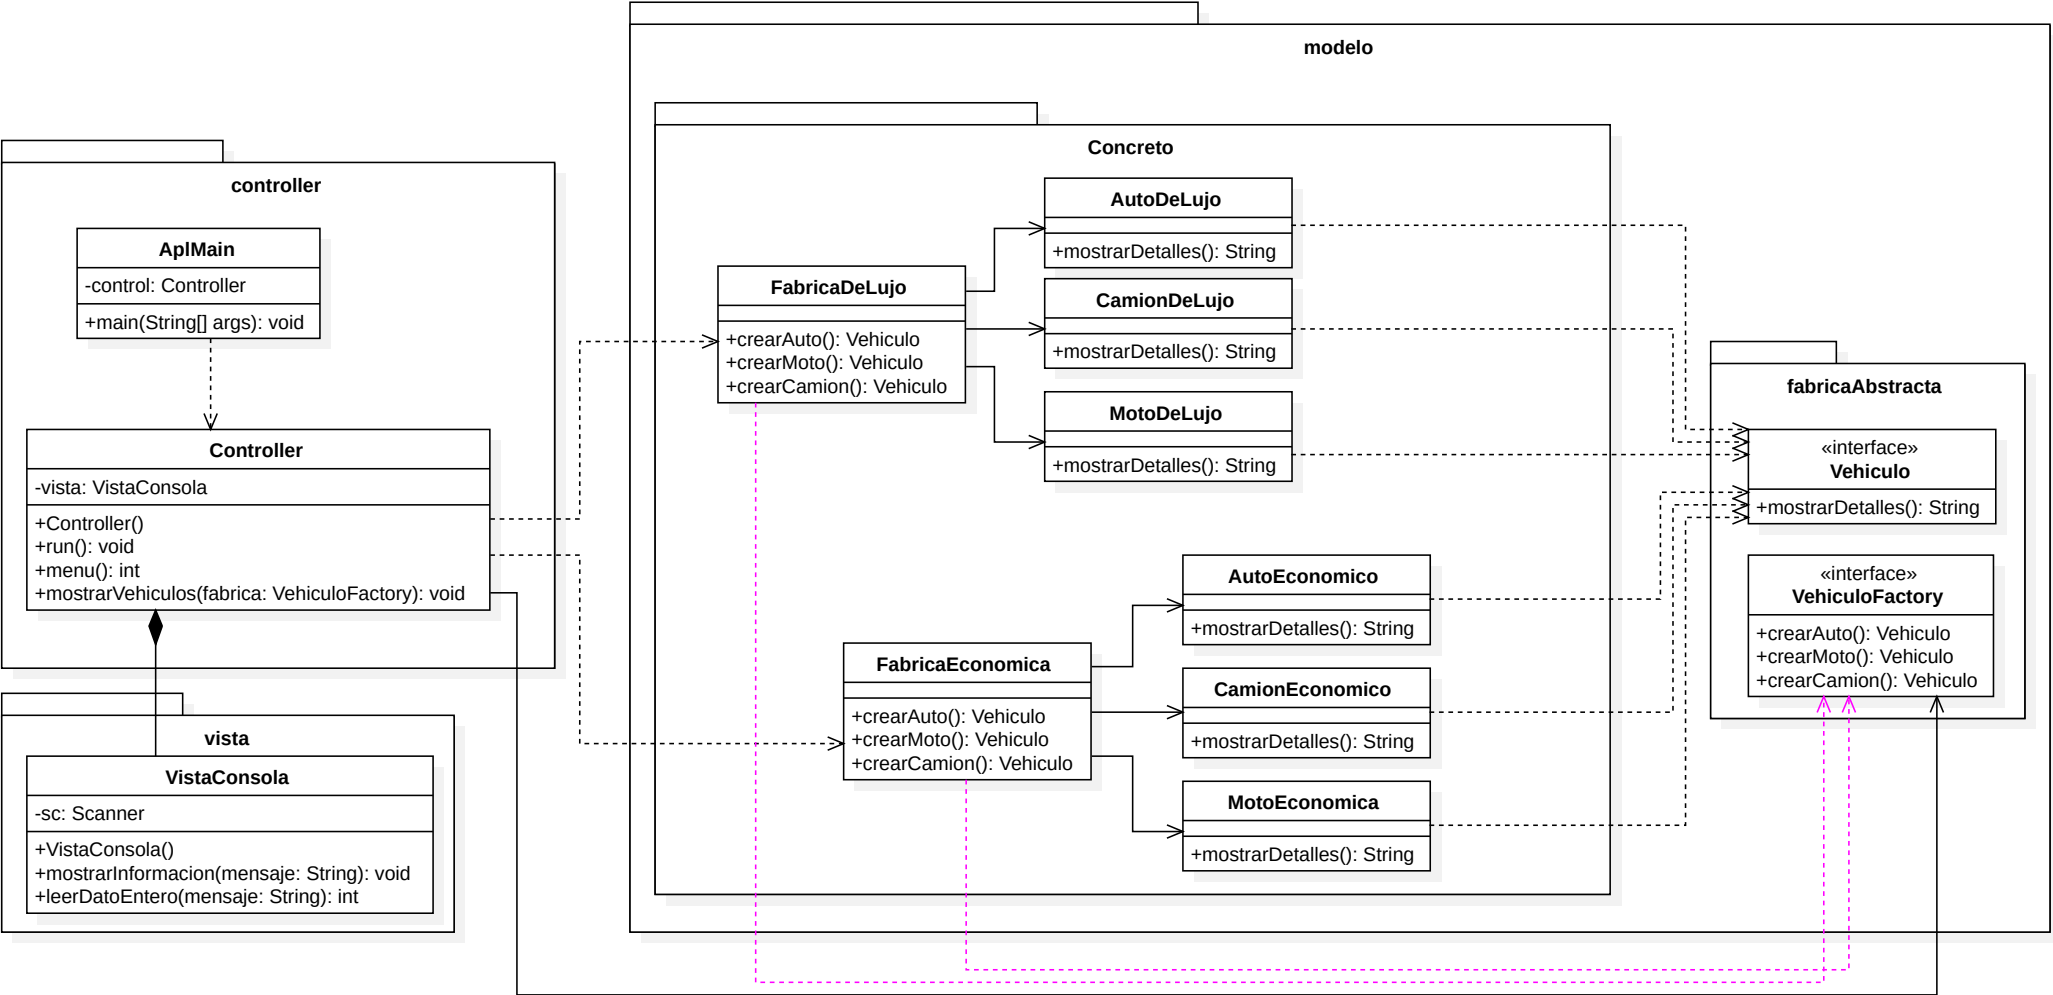 modelo
Concreto
controller
AplMain
-control: Controller
+main(String[] args): void
Controller
-vista: VistaConsola
+Controller()
+run(): void
+menu(): int
+mostrarVehiculos(fabrica: VehiculoFactory): void
vista
VistaConsola
-sc: Scanner
+VistaConsola()
+mostrarInformacion(mensaje: String): void
+leerDatoEntero(mensaje: String): int
FabricaDeLujo
+crearAuto(): Vehiculo
+crearMoto(): Vehiculo
+crearCamion(): Vehiculo
AutoDeLujo
+mostrarDetalles(): String
CamionDeLujo
+mostrarDetalles(): String
MotoDeLujo
+mostrarDetalles(): String
FabricaEconomica
+crearAuto(): Vehiculo
+crearMoto(): Vehiculo
+crearCamion(): Vehiculo
AutoEconomico
+mostrarDetalles(): String
CamionEconomico
+mostrarDetalles(): String
MotoEconomica
+mostrarDetalles(): String
fabricaAbstracta
«interface»
Vehiculo
+mostrarDetalles(): String
«interface»
VehiculoFactory
+crearAuto(): Vehiculo
+crearMoto(): Vehiculo
+crearCamion(): Vehiculo